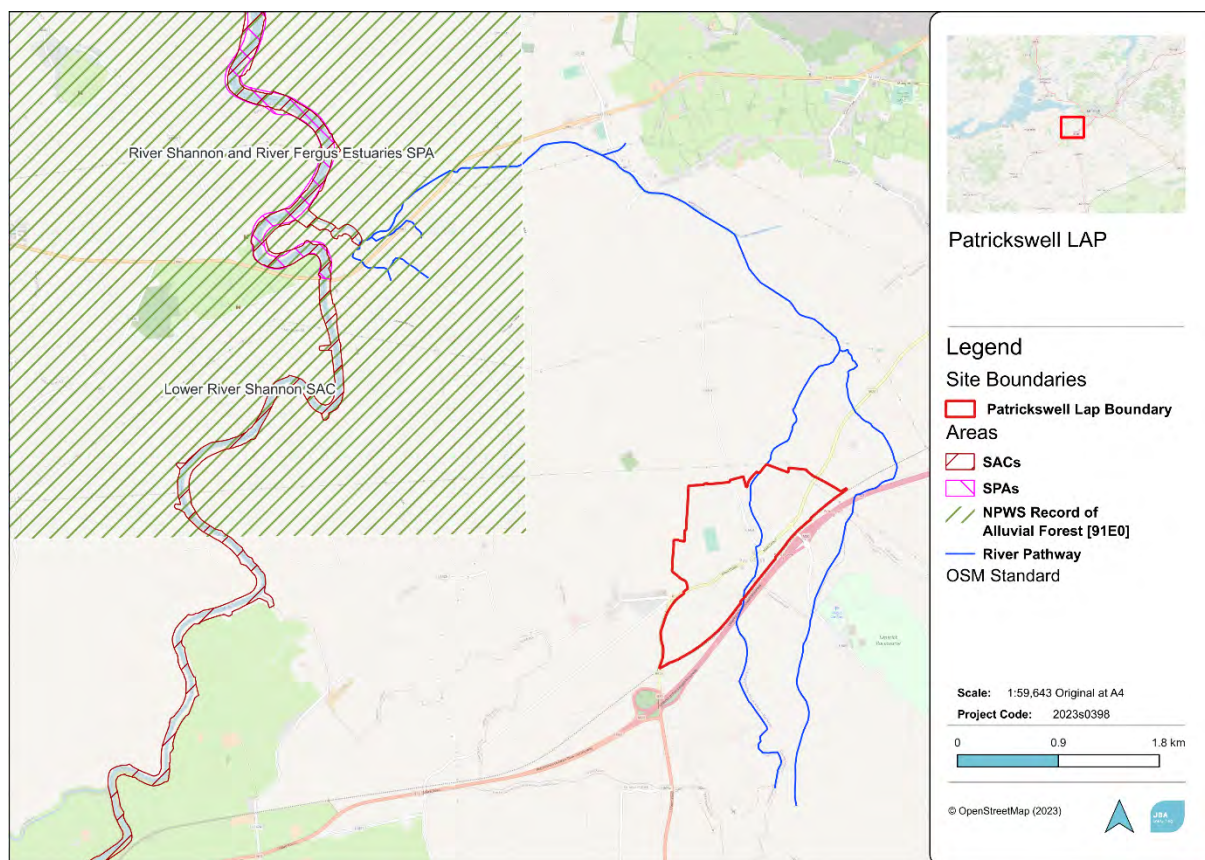 River Shannon and River Fergus Estuaries SPA
Lower River Shannon SAC
Patrickswell LAP
Legend
Site Boundaries
Patrickswell Lap Boundary
Areas
SACs
SPAs
NPWS Record of
Alluvial Forest [91E0]
River Pathway
OSM Standard
Scale: 1:59,643 Original at A4
Project Code: 2023s0398
0 0.9 1.8 km
© OpenStreetMap (2023)
JBA